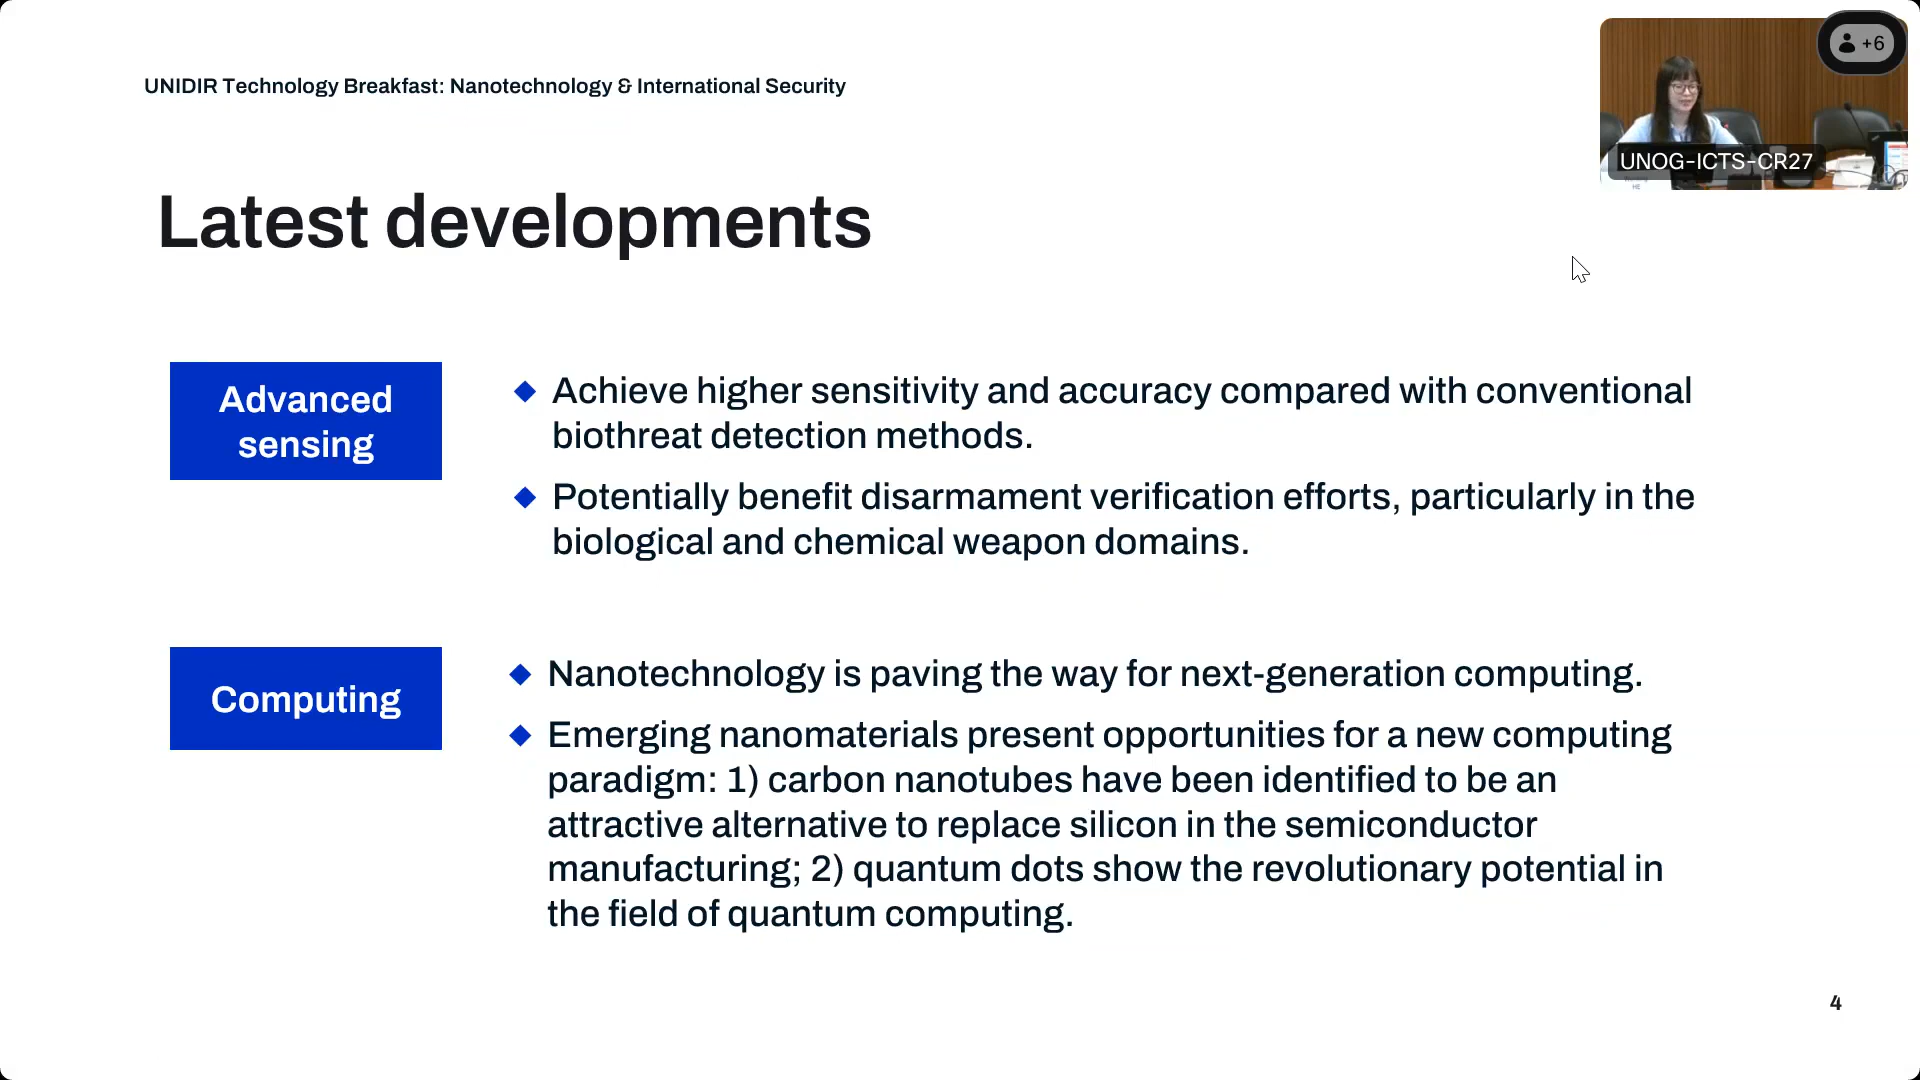 UNIDIR Technology Breakfast: Nanotechnology & International Security
+6
UNOG-ICTS-CR27
Latest developments
Advanced
sensing
Achieve higher sensitivity and accuracy compared with conventional
biothreat detection methods.
Potentially benefit disarmament verification efforts, particularly in the
biological and chemical weapon domains.
Computing
Nanotechnology is paving the way for next-generation computing.
Emerging nanomaterials present opportunities for a new computing
paradigm: 1) carbon nanotubes have been identified to be an
attractive alternative to replace silicon in the semiconductor
manufacturing; 2) quantum dots show the revolutionary potential in
the field of quantum computing.
4